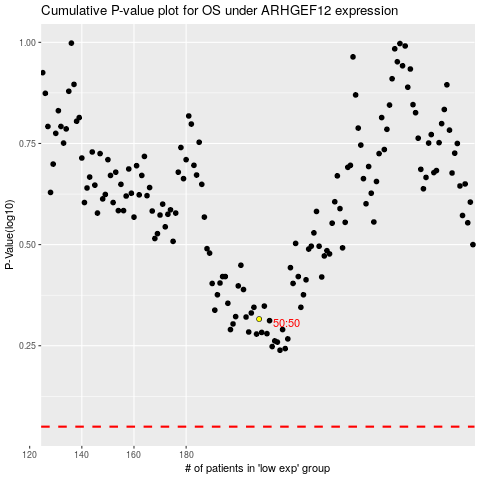 Cumulative P-value plot for OS under ARHGEF12 expression
1.00
0.75
0.50
0.25
P-Value(log10)
50:50
120 140 160 180
# of patients in 'low exp' group